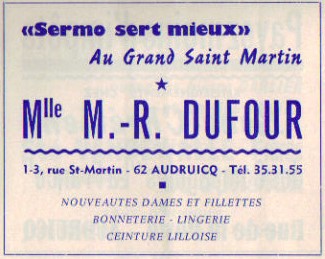 «Sermo sert mieux»
Au Grand Saint Martin
★
Mlle M.-R. DUFOUR
1-3, rue St-Martin - 62 AUDRUICQ - Tél. 35.31.55
■
NOUVEAUTES DAMES ET FILLETTES
BONNETERIE - LINGERIE
CEINTURE LILLOISE